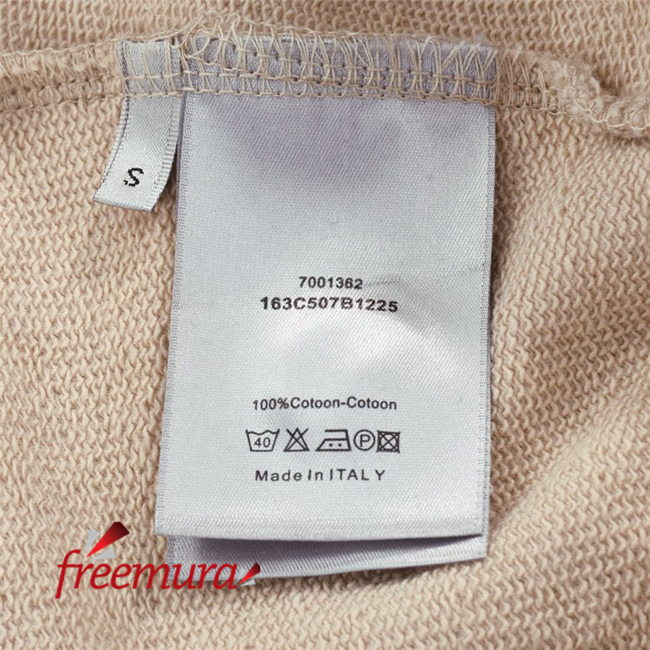 S
7001362
163C507B1225
100%Cotoon-Cotoon
40 P
Made In ITALY
freemura